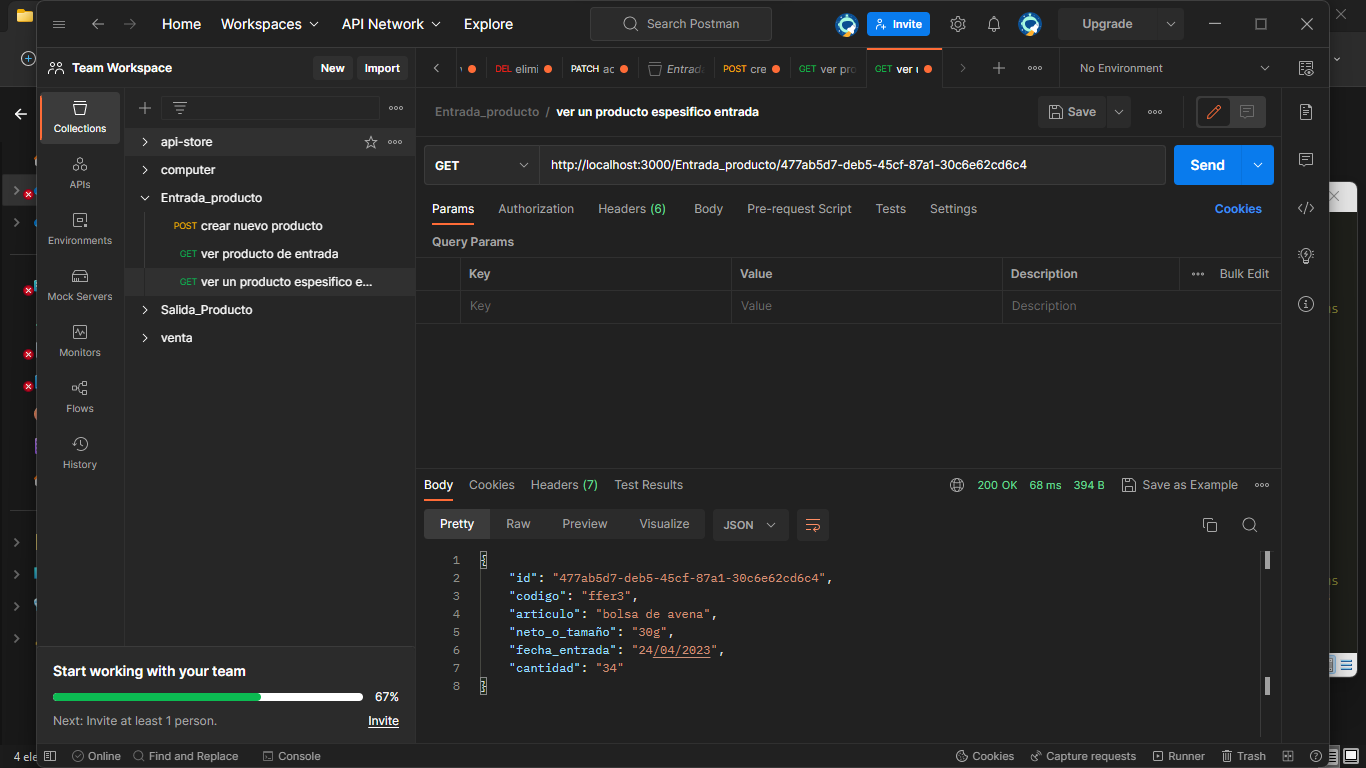 Home Workspaces API Network Explore Search Postman Invite Upgrade
Team Workspace New Import
DEL elimi PATCH ac Entrad POST cre GET ver pro GET ver u No Environment
Collections
APIs
Environments
Mock Servers
Monitors
Flows
History
api-store
computer
Entrada_producto
POST crear nuevo producto
GET ver producto de entrada
GET ver un producto espesifico e...
Salida_Producto
venta
Start working with your team
67%
Next: Invite at least 1 person. Invite
Entrada_producto / ver un producto espesifico entrada Save
GET http://localhost:3000/Entrada_producto/477ab5d7-deb5-45cf-87a1-30c6e62cd6c4 Send
Params Authorization Headers (6) Body Pre-request Script Tests Settings Cookies
Query Params
Key Value Description Bulk Edit
Key Value Description
Body Cookies Headers (7) Test Results 200 OK 68 ms 394 B Save as Example
Pretty Raw Preview Visualize JSON
1 {
2 "id": "477ab5d7-deb5-45cf-87a1-30c6e62cd6c4",
3 "codigo": "ffer3",
4 "articulo": "bolsa de avena",
5 "neto_o_tamaño": "30g",
6 "fecha_entrada": "24/04/2023",
7 "cantidad": "34"
8 }
4 ele Online Find and Replace Console Cookies Capture requests Runner Trash